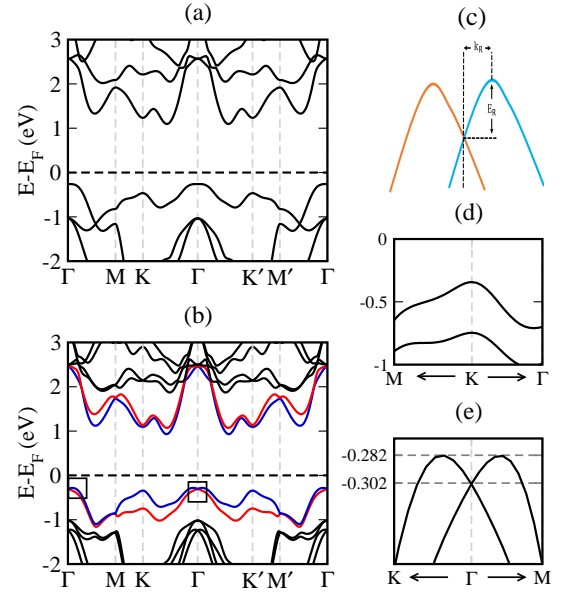 (a)
3
2
1
0
-1
-2
E-E_F (eV)
Γ M K Γ K′ M′ Γ
(b)
3
2
1
0
-1
-2
E-E_F (eV)
Γ M K Γ K′ M′ Γ
(c)
k_R
E_R
(d)
0
-0.5
-1
M ← K → Γ
(e)
-0.282
-0.302
K ← Γ → M